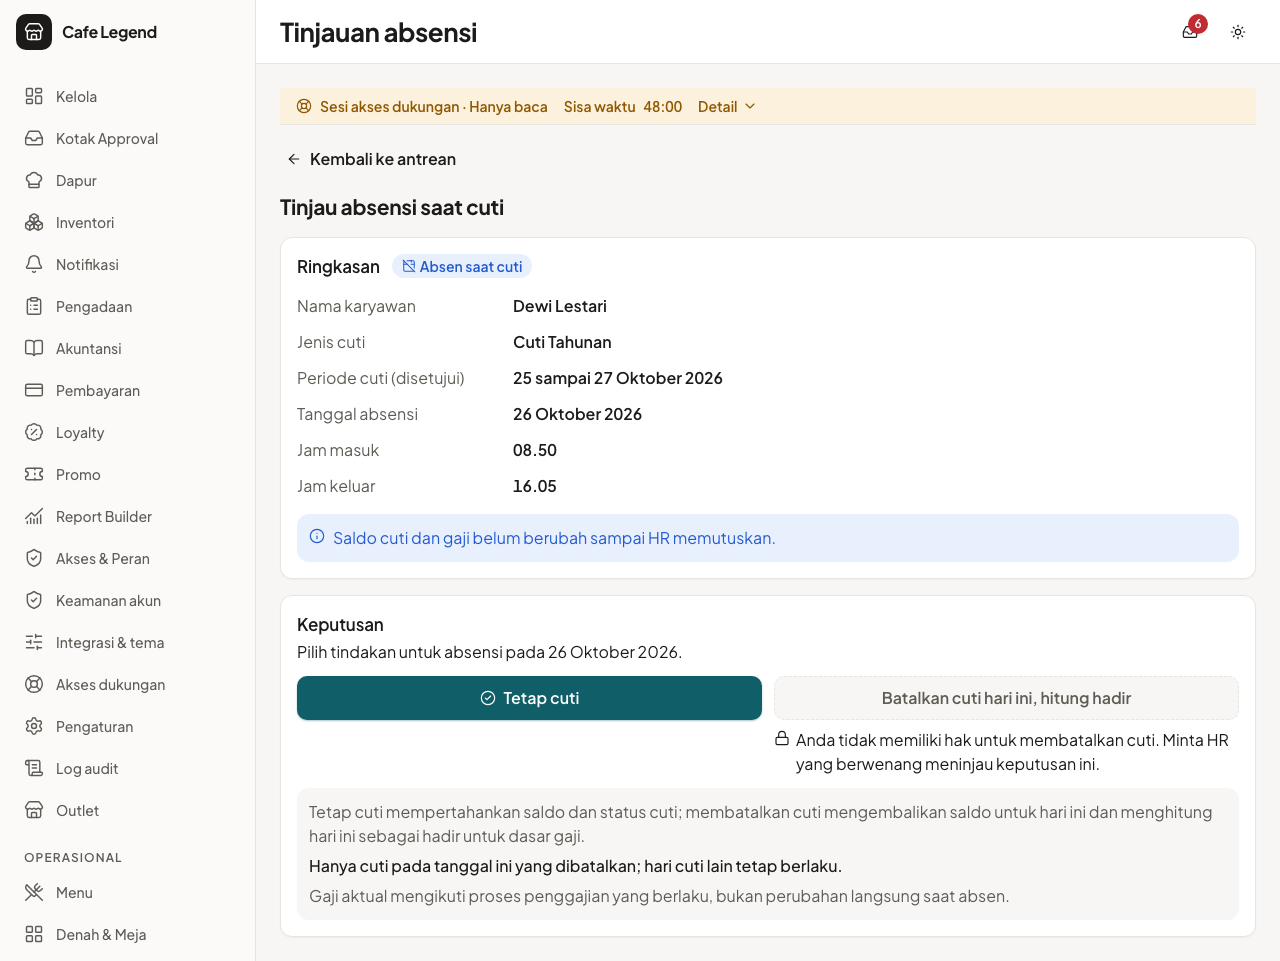 Cafe Legend
Kelola
Kotak Approval
Dapur
Inventori
Notifikasi
Pengadaan
Akuntansi
Pembayaran
Loyalty
Promo
Report Builder
Akses & Peran
Keamanan akun
Integrasi & tema
Akses dukungan
Pengaturan
Log audit
Outlet
OPERASIONAL
Menu
Denah & Meja
Tinjauan absensi
6
Sesi akses dukungan · Hanya baca Sisa waktu 48:00 Detail
Kembali ke antrean
Tinjau absensi saat cuti
Ringkasan Absen saat cuti
Nama karyawan Dewi Lestari
Jenis cuti Cuti Tahunan
Periode cuti (disetujui) 25 sampai 27 Oktober 2026
Tanggal absensi 26 Oktober 2026
Jam masuk 08.50
Jam keluar 16.05
Saldo cuti dan gaji belum berubah sampai HR memutuskan.
Keputusan
Pilih tindakan untuk absensi pada 26 Oktober 2026.
Tetap cuti
Batalkan cuti hari ini, hitung hadir
Anda tidak memiliki hak untuk membatalkan cuti. Minta HR
yang berwenang meninjau keputusan ini.
Tetap cuti mempertahankan saldo dan status cuti; membatalkan cuti mengembalikan saldo untuk hari ini dan menghitung
hari ini sebagai hadir untuk dasar gaji.
Hanya cuti pada tanggal ini yang dibatalkan; hari cuti lain tetap berlaku.
Gaji aktual mengikuti proses penggajian yang berlaku, bukan perubahan langsung saat absen.